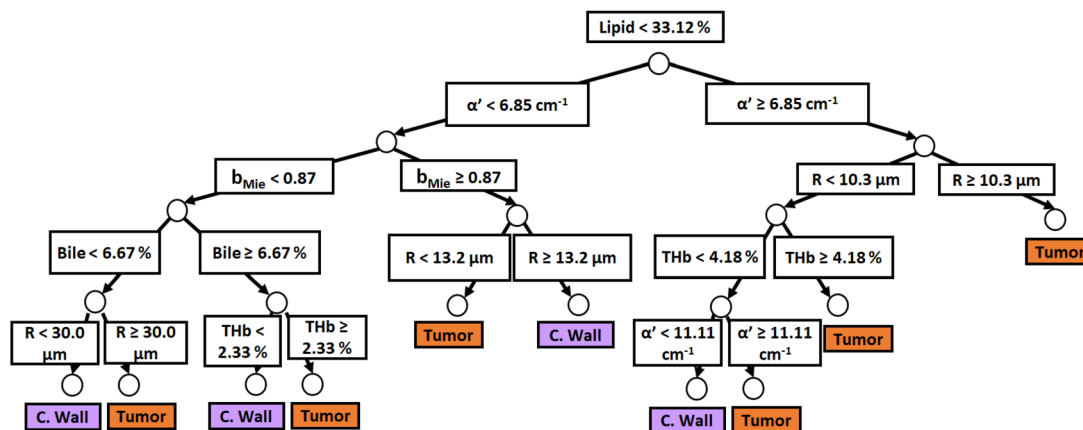 Lipid < 33.12 %
α’ < 6.85 cm⁻¹
α’ ≥ 6.85 cm⁻¹
bMie < 0.87
bMie ≥ 0.87
R < 10.3 µm
R ≥ 10.3 µm
Bile < 6.67 %
Bile ≥ 6.67 %
R < 13.2 µm
R ≥ 13.2 µm
THb < 4.18 %
THb ≥ 4.18 %
Tumor
R < 30.0
µm
R ≥ 30.0
µm
THb <
2.33 %
THb ≥
2.33 %
Tumor
C. Wall
α’ < 11.11
cm⁻¹
α’ ≥ 11.11
cm⁻¹
Tumor
C. Wall
Tumor
C. Wall
Tumor
C. Wall
Tumor